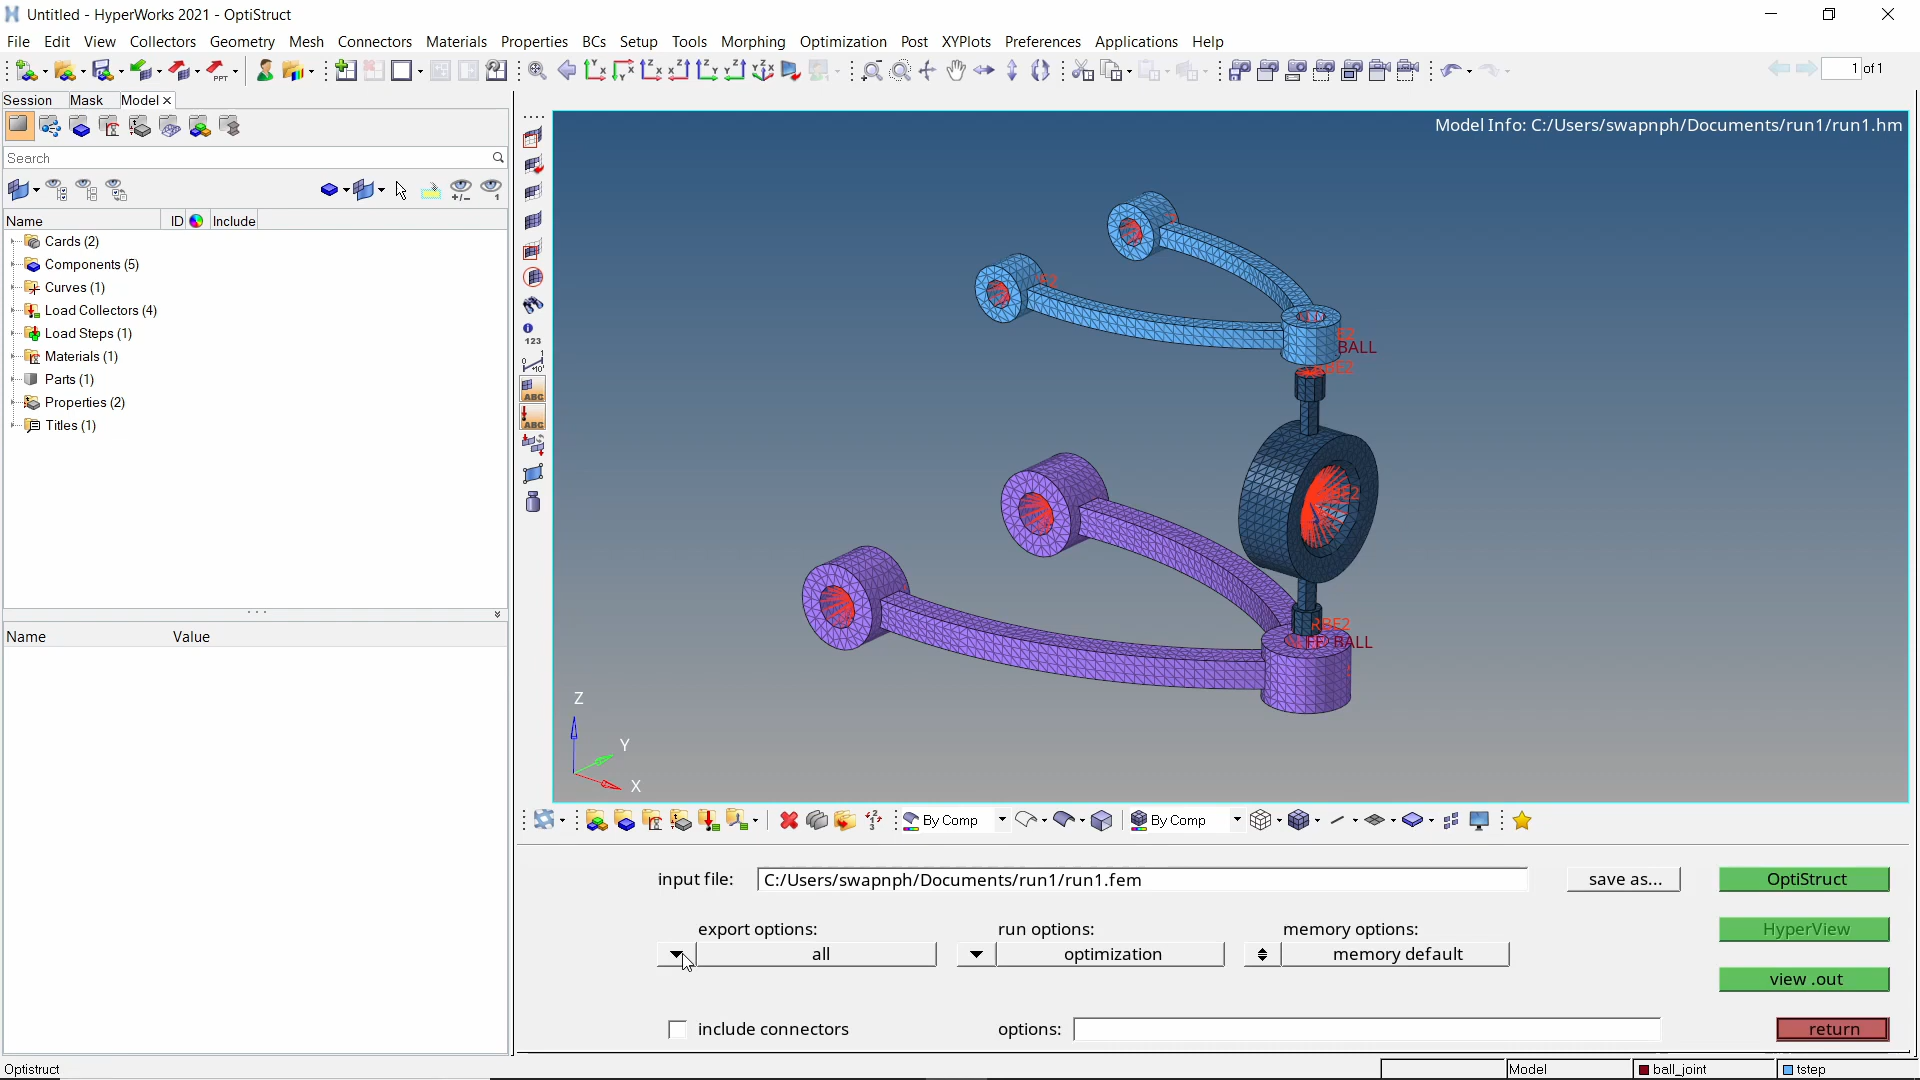 Untitled - HyperWorks 2021 - OptiStruct
File Edit View Collectors Geometry Mesh Connectors Materials Properties BCs Setup Tools Morphing Optimization Post XYPlots Preferences Applications Help
1 of 1
Session Mask Model
Search
Name ID Include
Cards (2)
Components (5)
Curves (1)
Load Collectors (4)
Load Steps (1)
Materials (1)
Parts (1)
Properties (2)
Titles (1)
Name Value
Model Info: C:/Users/swapnph/Documents/run1/run1.hm
BALL
RBE2
BALL
Z
Y
X
By Comp By Comp
input file: C:/Users/swapnph/Documents/run1/run1.fem save as... OptiStruct
export options: run options: memory options: HyperView
all optimization memory default
view .out
include connectors options: return
Optistruct Model ball_joint tstep